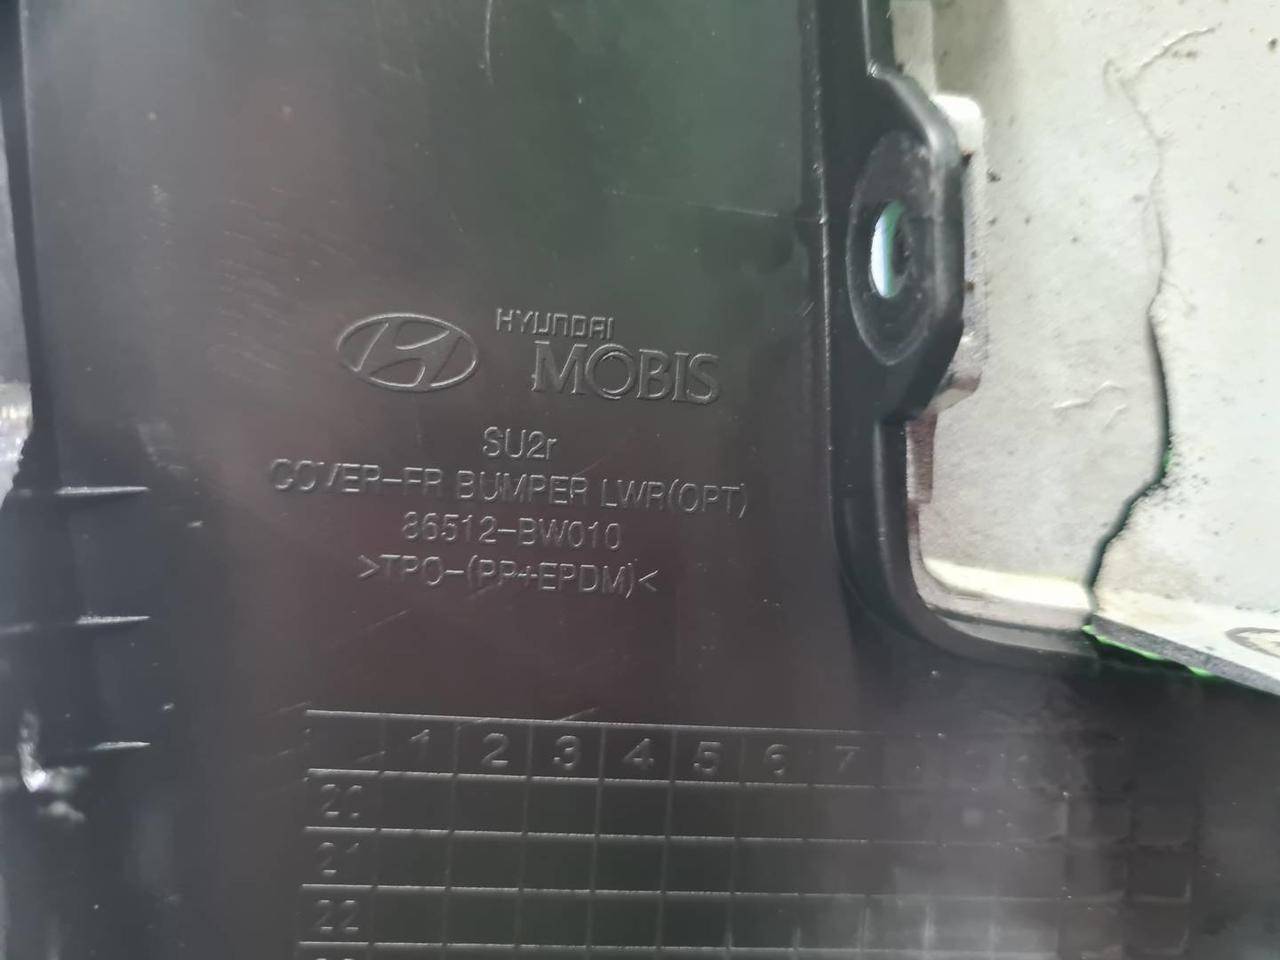 HYUNDAI
MOBIS
SU2r
COVER-FR BUMPER LWR(OPT)
86512-BW010
>TPO-(PP+EPDM)<
1 2 3 4 5 6 7
20
21
22